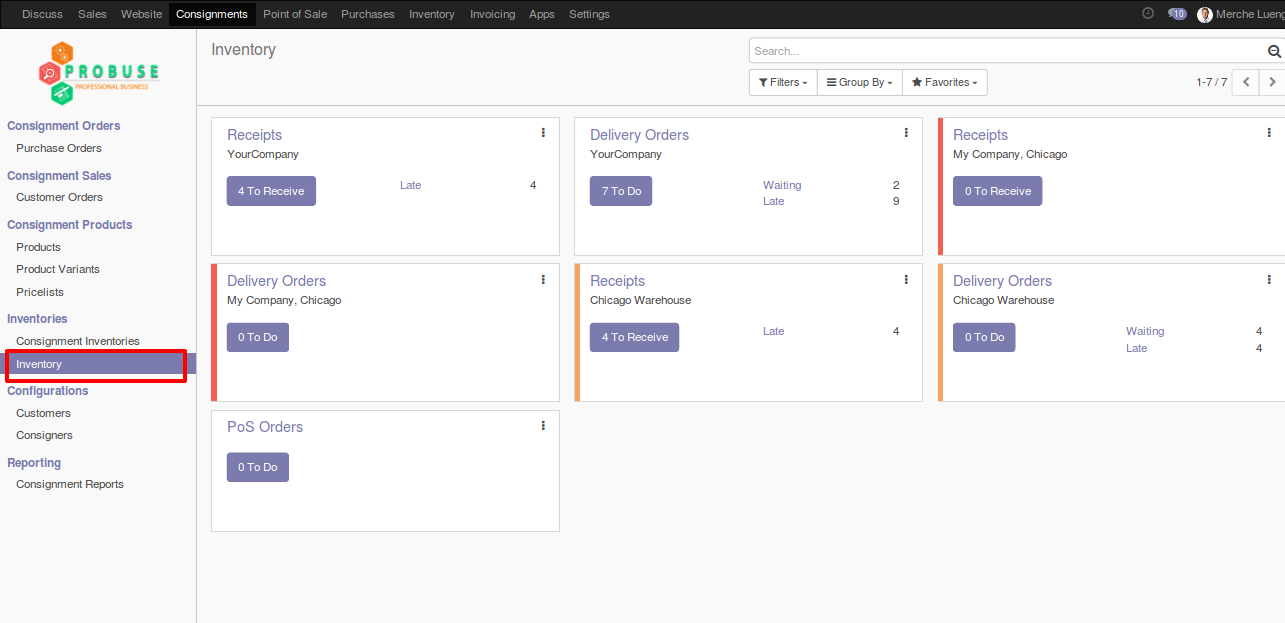 Discuss Sales Website Consignments Point of Sale Purchases Inventory Invoicing Apps Settings 10 Merche Lueng
PROBUSE
PROFESSIONAL BUSINESS
Consignment Orders
Purchase Orders
Consignment Sales
Customer Orders
Consignment Products
Products
Product Variants
Pricelists
Inventories
Consignment Inventories
Inventory
Configurations
Customers
Consigners
Reporting
Consignment Reports
Inventory
Search...
Filters Group By Favorites 1-7 / 7
Receipts
YourCompany
4 To Receive Late 4
Delivery Orders
YourCompany
7 To Do Waiting 2
Late 9
Receipts
My Company, Chicago
0 To Receive
Delivery Orders
My Company, Chicago
0 To Do
Receipts
Chicago Warehouse
4 To Receive Late 4
Delivery Orders
Chicago Warehouse
0 To Do Waiting 4
Late 4
PoS Orders
0 To Do